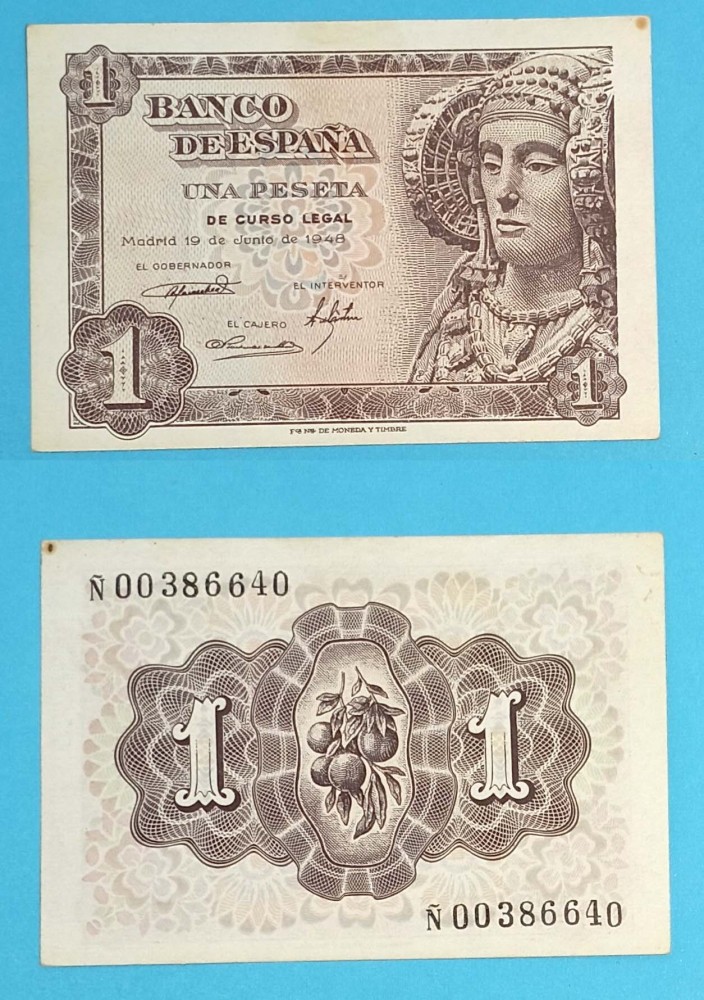 1
BANCO
DE ESPAÑA
UNA PESETA
DE CURSO LEGAL
Madrid 19 de Junio de 1948
EL GOBERNADOR
EL INTERVENTOR
EL CAJERO
1
1
FCA. NAL. DE MONEDA Y TIMBRE
Ñ00386640
1 1
Ñ00386640